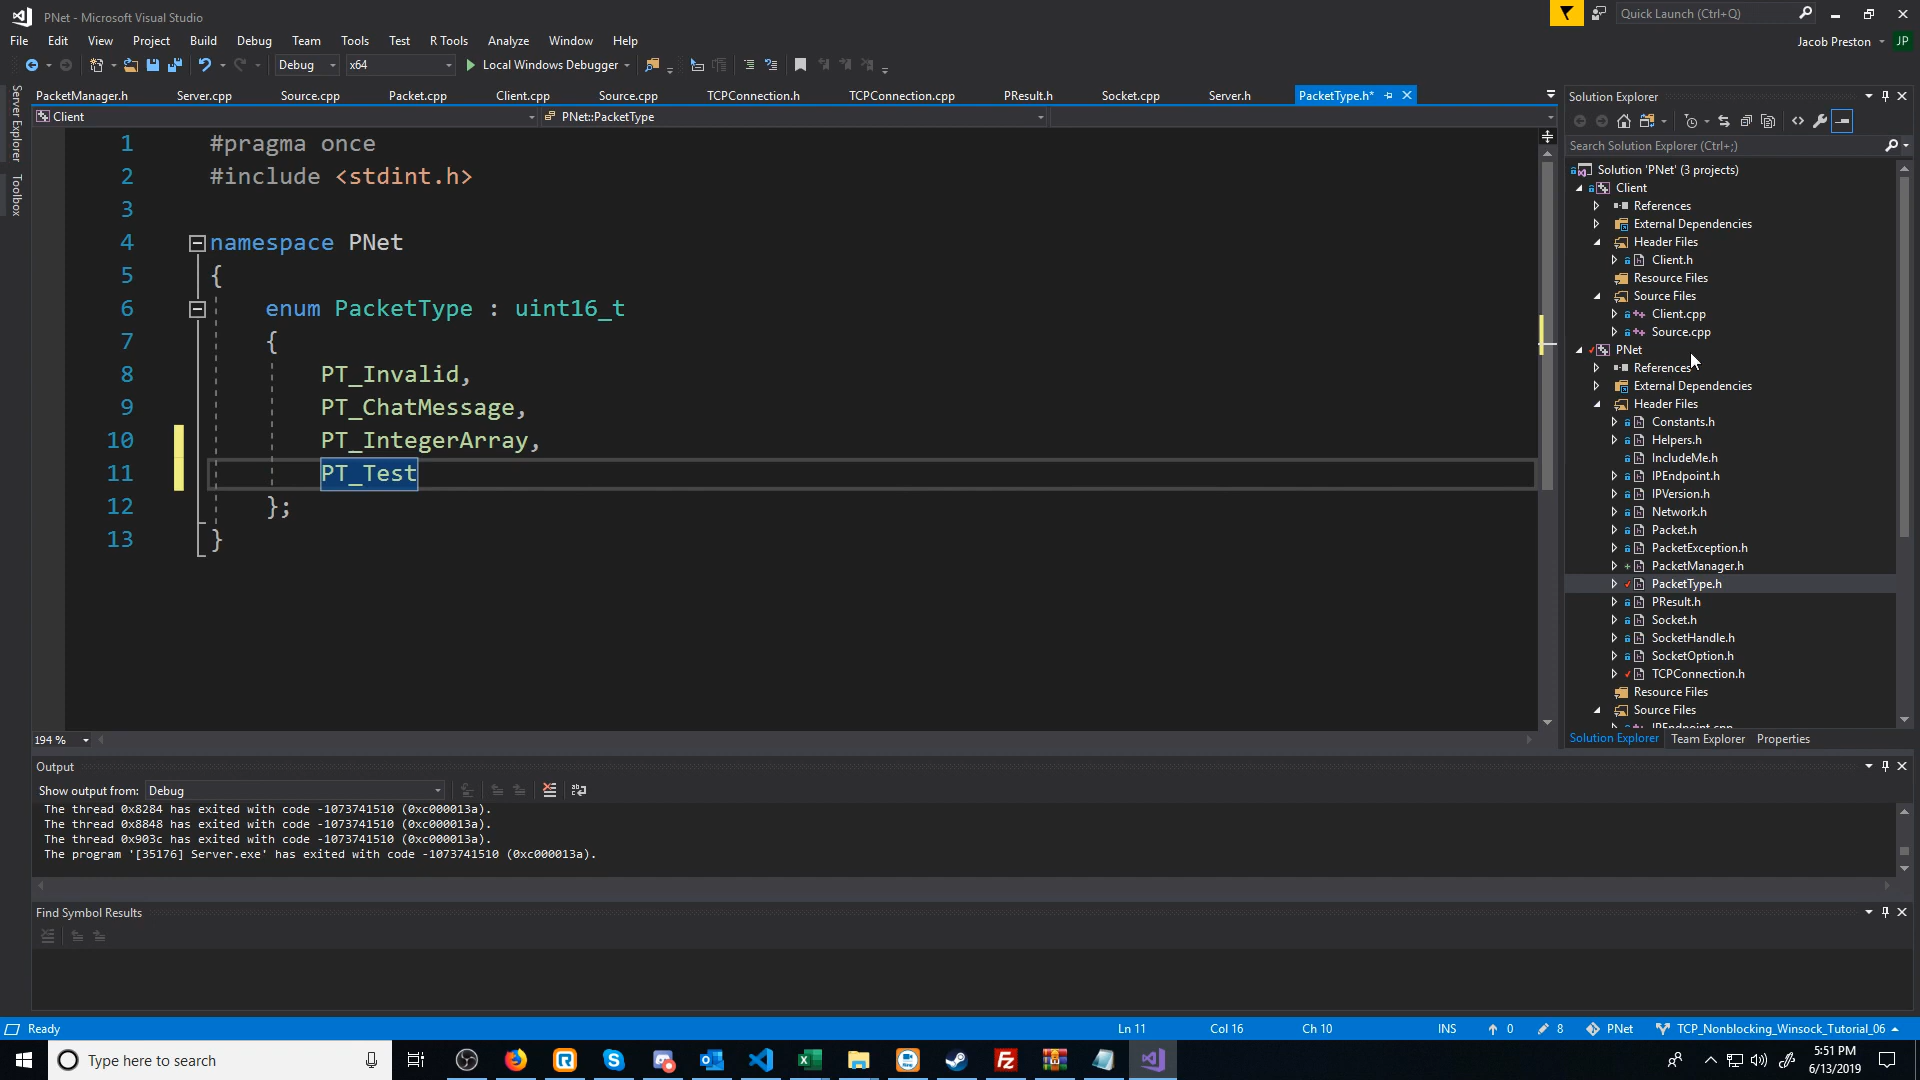 PNet - Microsoft Visual Studio
Quick Launch (Ctrl+Q)
File Edit View Project Build Debug Team Tools Test R Tools Analyze Window Help
Jacob Preston JP
Debug x64 Local Windows Debugger
Server Explorer
Toolbox
PacketManager.h Server.cpp Source.cpp Packet.cpp Client.cpp Source.cpp TCPConnection.h TCPConnection.cpp PResult.h Socket.cpp Server.h PacketType.h*
Client PNet::PacketType
1 #pragma once
2 #include <stdint.h>
3
4 namespace PNet
5 {
6 enum PacketType : uint16_t
7 {
8 PT_Invalid,
9 PT_ChatMessage,
10 PT_IntegerArray,
11 PT_Test
12 };
13 }
194 %
Solution Explorer
Search Solution Explorer (Ctrl+;)
Solution 'PNet' (3 projects)
Client
References
External Dependencies
Header Files
Client.h
Resource Files
Source Files
Client.cpp
Source.cpp
PNet
References
External Dependencies
Header Files
Constants.h
Helpers.h
IncludeMe.h
IPEndpoint.h
IPVersion.h
Network.h
Packet.h
PacketException.h
PacketManager.h
PacketType.h
PResult.h
Socket.h
SocketHandle.h
SocketOption.h
TCPConnection.h
Resource Files
Source Files
IPEndpoint.cpp
Solution Explorer Team Explorer Properties
Output
Show output from: Debug
The thread 0x8284 has exited with code -1073741510 (0xc000013a).
The thread 0x8848 has exited with code -1073741510 (0xc000013a).
The thread 0x903c has exited with code -1073741510 (0xc000013a).
The program '[35176] Server.exe' has exited with code -1073741510 (0xc000013a).
Find Symbol Results
Ready Ln 11 Col 16 Ch 10 INS 0 8 PNet TCP_Nonblocking_Winsock_Tutorial_06
Type here to search
5:51 PM
6/13/2019